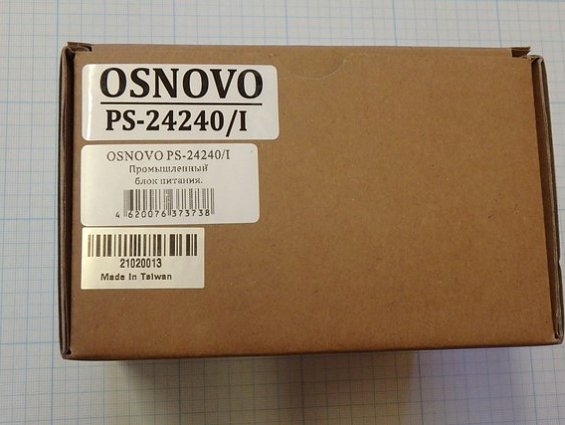 OSNOVO
PS-24240/I
OSNOVO PS-24240/I
Промышленный
блок питания.
4 620076 373738
21020013
Made In Taiwan